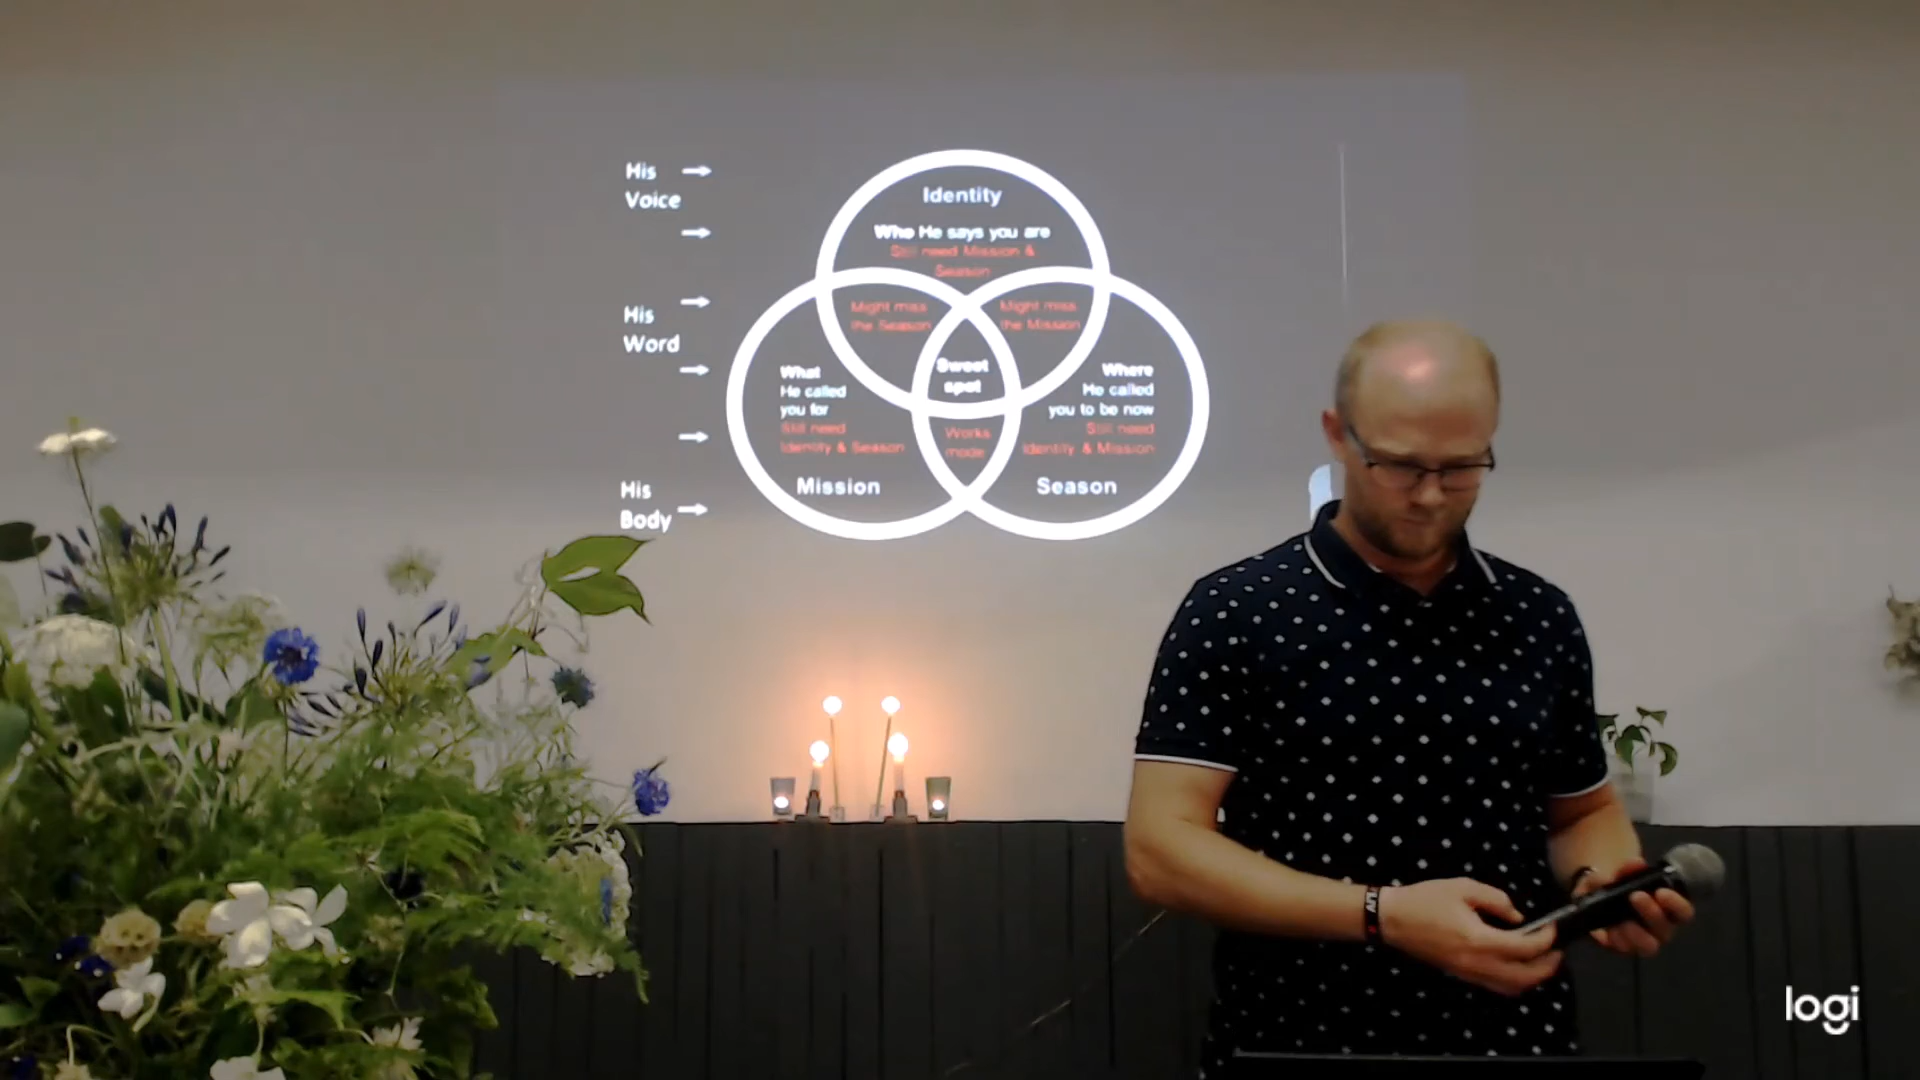 His
Voice
His
Word
His
Body
Identity
Who He says you are
Still need Mission &
Season
Might miss
the Season
Might miss
the Mission
Sweet
spot
What
He called
you for
Still need
Identity & Season
Mission
Where
He called
you to be now
Still need
Identity & Mission
Season
Works
mode
logi